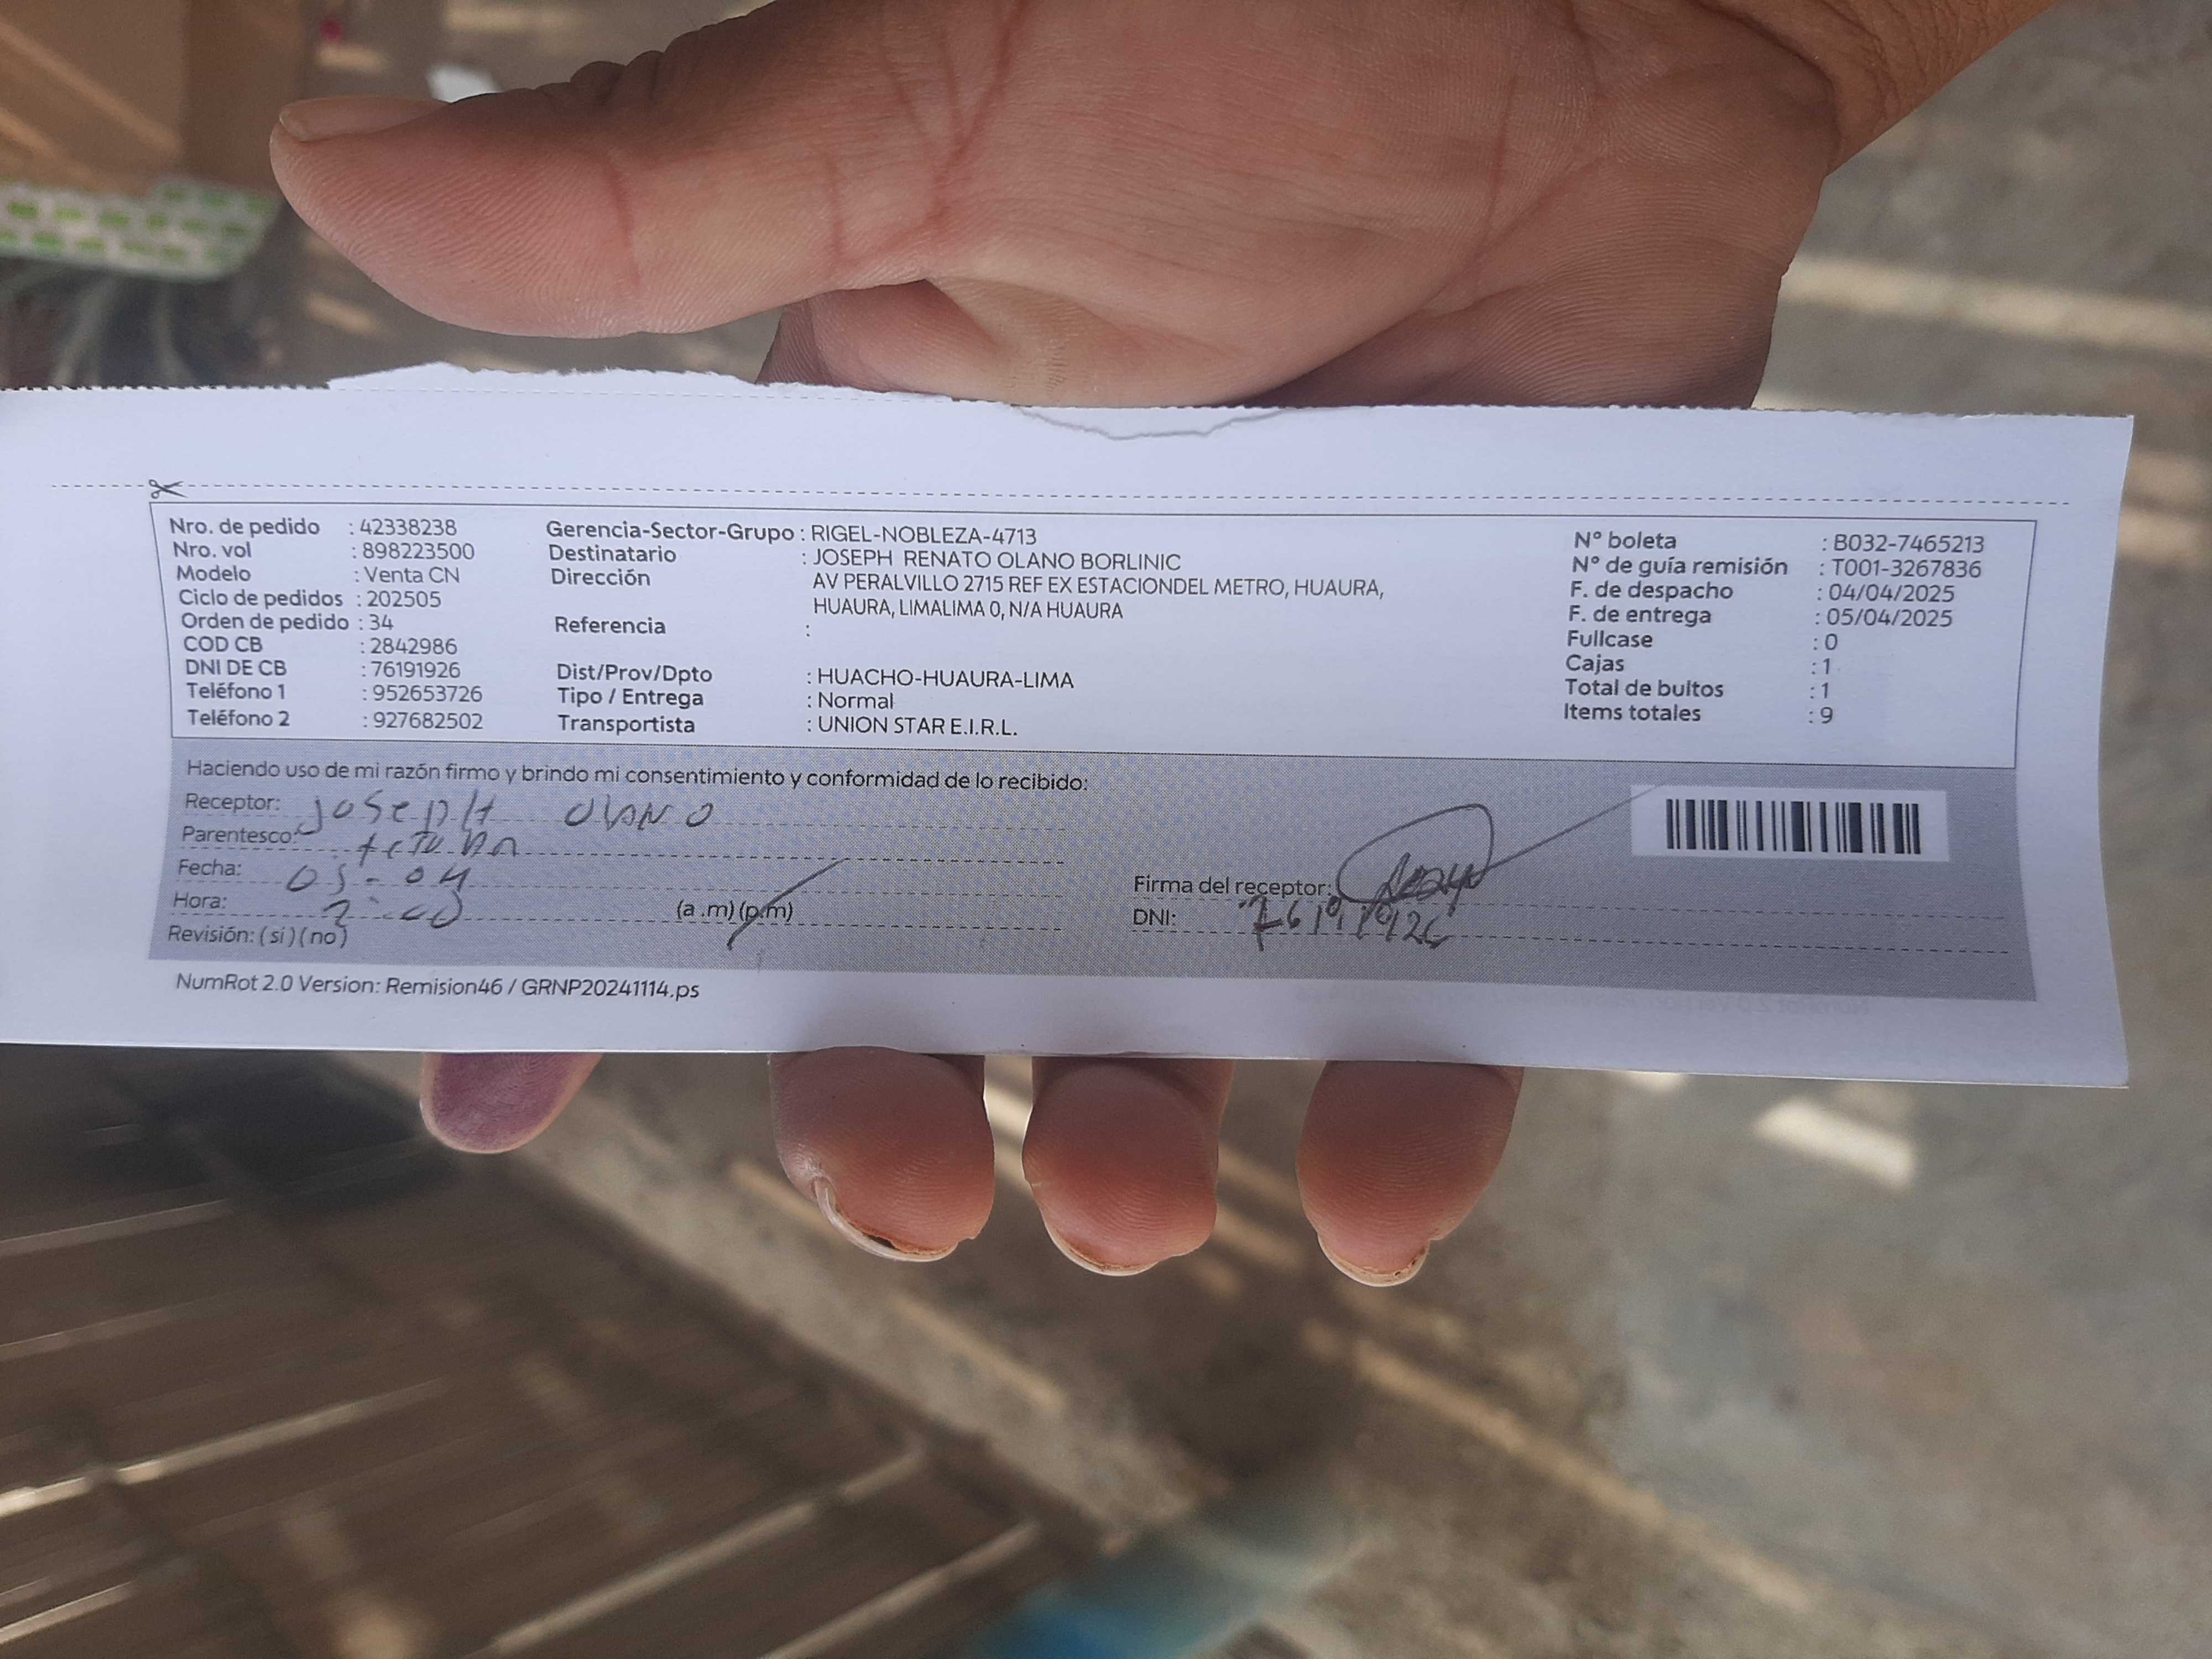 Nro. de pedido : 42338238
Nro. vol : 898223500
Modelo : Venta CN
Ciclo de pedidos : 202505
Orden de pedido : 34
COD CB : 2842986
DNI DE CB : 76191926
Teléfono 1 : 952653726
Teléfono 2 : 927682502
Gerencia-Sector-Grupo : RIGEL-NOBLEZA-4713
Destinatario : JOSEPH RENATO OLANO BORLINIC
Dirección AV PERALVILLO 2715 REF EX ESTACIONDEL METRO, HUAURA,
HUAURA, LIMALIMA 0, N/A HUAURA
Referencia :
Dist/Prov/Dpto : HUACHO-HUAURA-LIMA
Tipo / Entrega : Normal
Transportista : UNION STAR E.I.R.L.
N° boleta : B032-7465213
N° de guía remisión : T001-3267836
F. de despacho : 04/04/2025
F. de entrega : 05/04/2025
Fullcase : 0
Cajas : 1
Total de bultos : 1
Items totales : 9
Haciendo uso de mi razón firmo y brindo mi consentimiento y conformidad de lo recibido:
Receptor: JOSEPH OLANO
Parentesco:
Fecha: 05-04
Hora: (a.m) (p.m)
Revisión: (si) (no)
Firma del receptor:
DNI: 76191926
NumRot 2.0 Version: Remision46 / GRNP20241114.ps